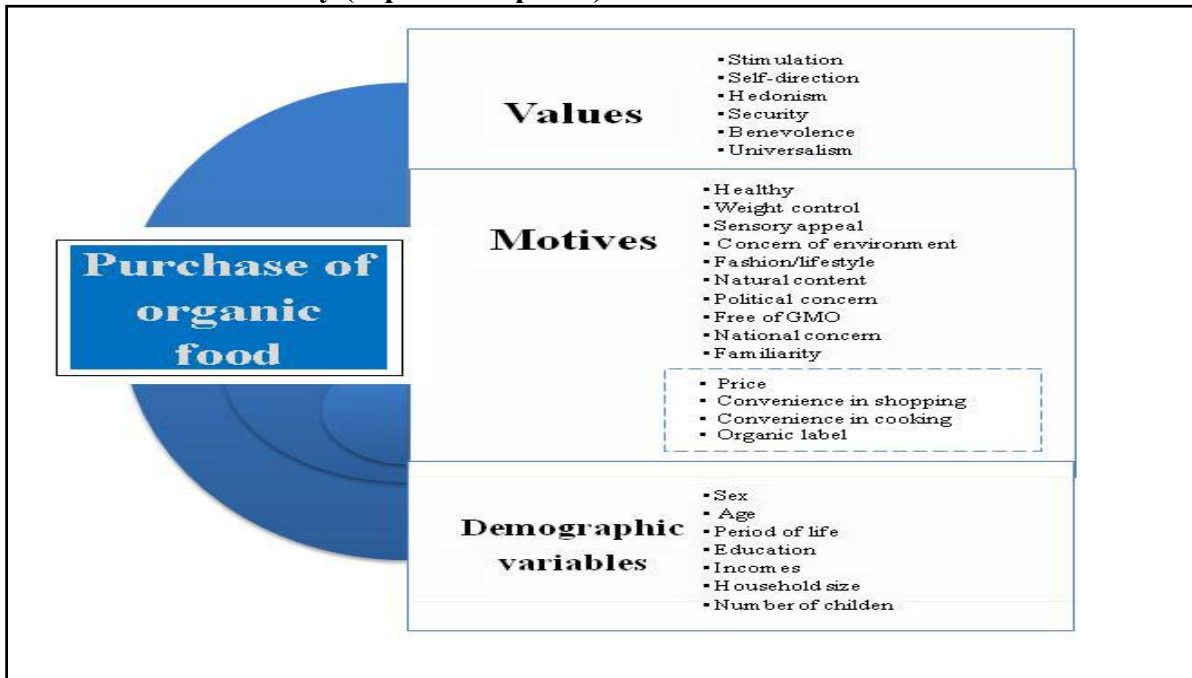 Purchase of
organic
food
Values
▪ Stimulation
▪ Self-direction
▪ Hedonism
▪ Security
▪ Benevolence
▪ Universalism
Motives
▪ Healthy
▪ Weight control
▪ Sensory appeal
▪ Concern of environment
▪ Fashion/lifestyle
▪ Natural content
▪ Political concern
▪ Free of GMO
▪ National concern
▪ Familiarity
▪ Price
▪ Convenience in shopping
▪ Convenience in cooking
▪ Organic label
Demographic
variables
▪ Sex
▪ Age
▪ Period of life
▪ Education
▪ Incomes
▪ Household size
▪ Number of childen